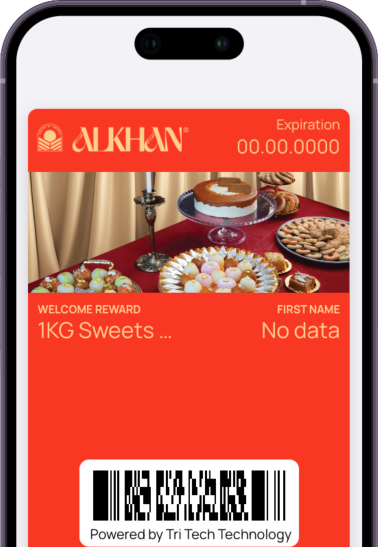 ALKHAN®
Expiration
00.00.0000
WELCOME REWARD
FIRST NAME
1KG Sweets ...
No data
Powered by Tri Tech Technology